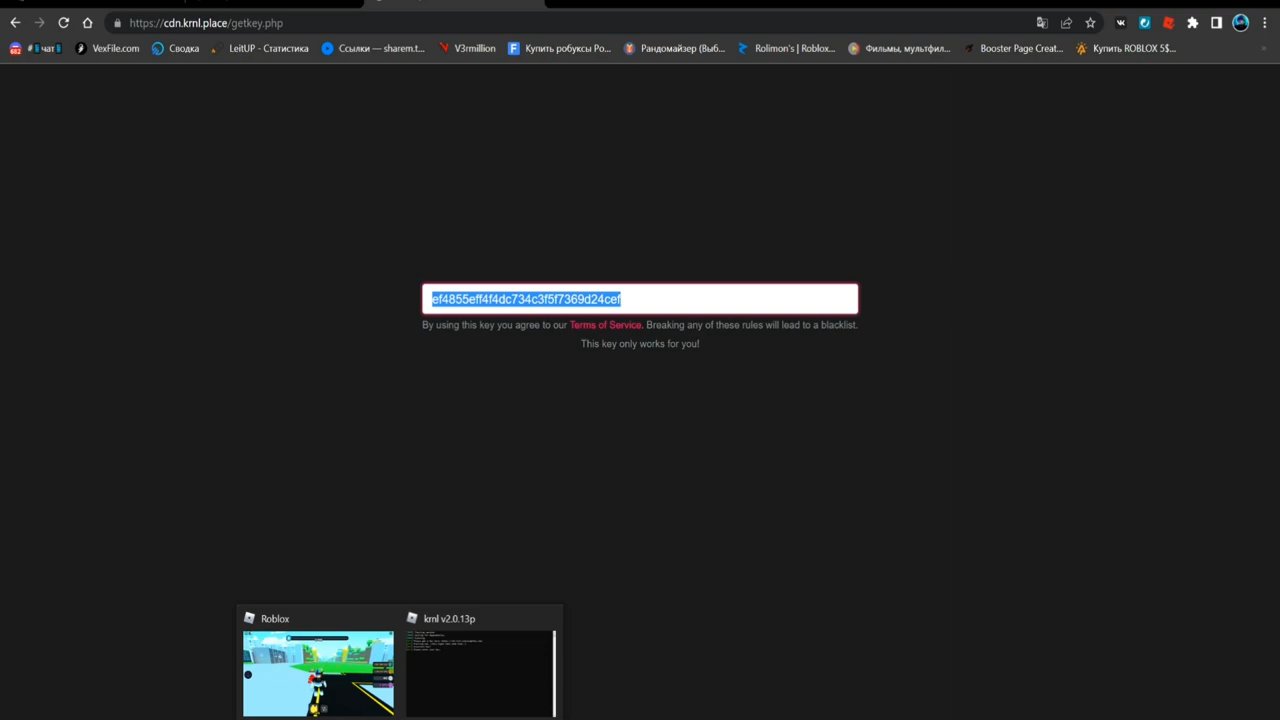 https://cdn.krnl.place/getkey.php
682 # чат VexFile.com Сводка LeitUP - Статистика Ссылки — sharem.t... V3rmillion Купить робуксы Ро... Рандомайзер (Выб... Rolimon's | Roblox... Фильмы, мультфил... Booster Page Creat... Купить ROBLOX 5$...
ef4855eff4f4dc734c3f5f7369d24cef
By using this key you agree to our Terms of Service. Breaking any of these rules will lead to a blacklist.
This key only works for you!
Roblox krnl v2.0.13p